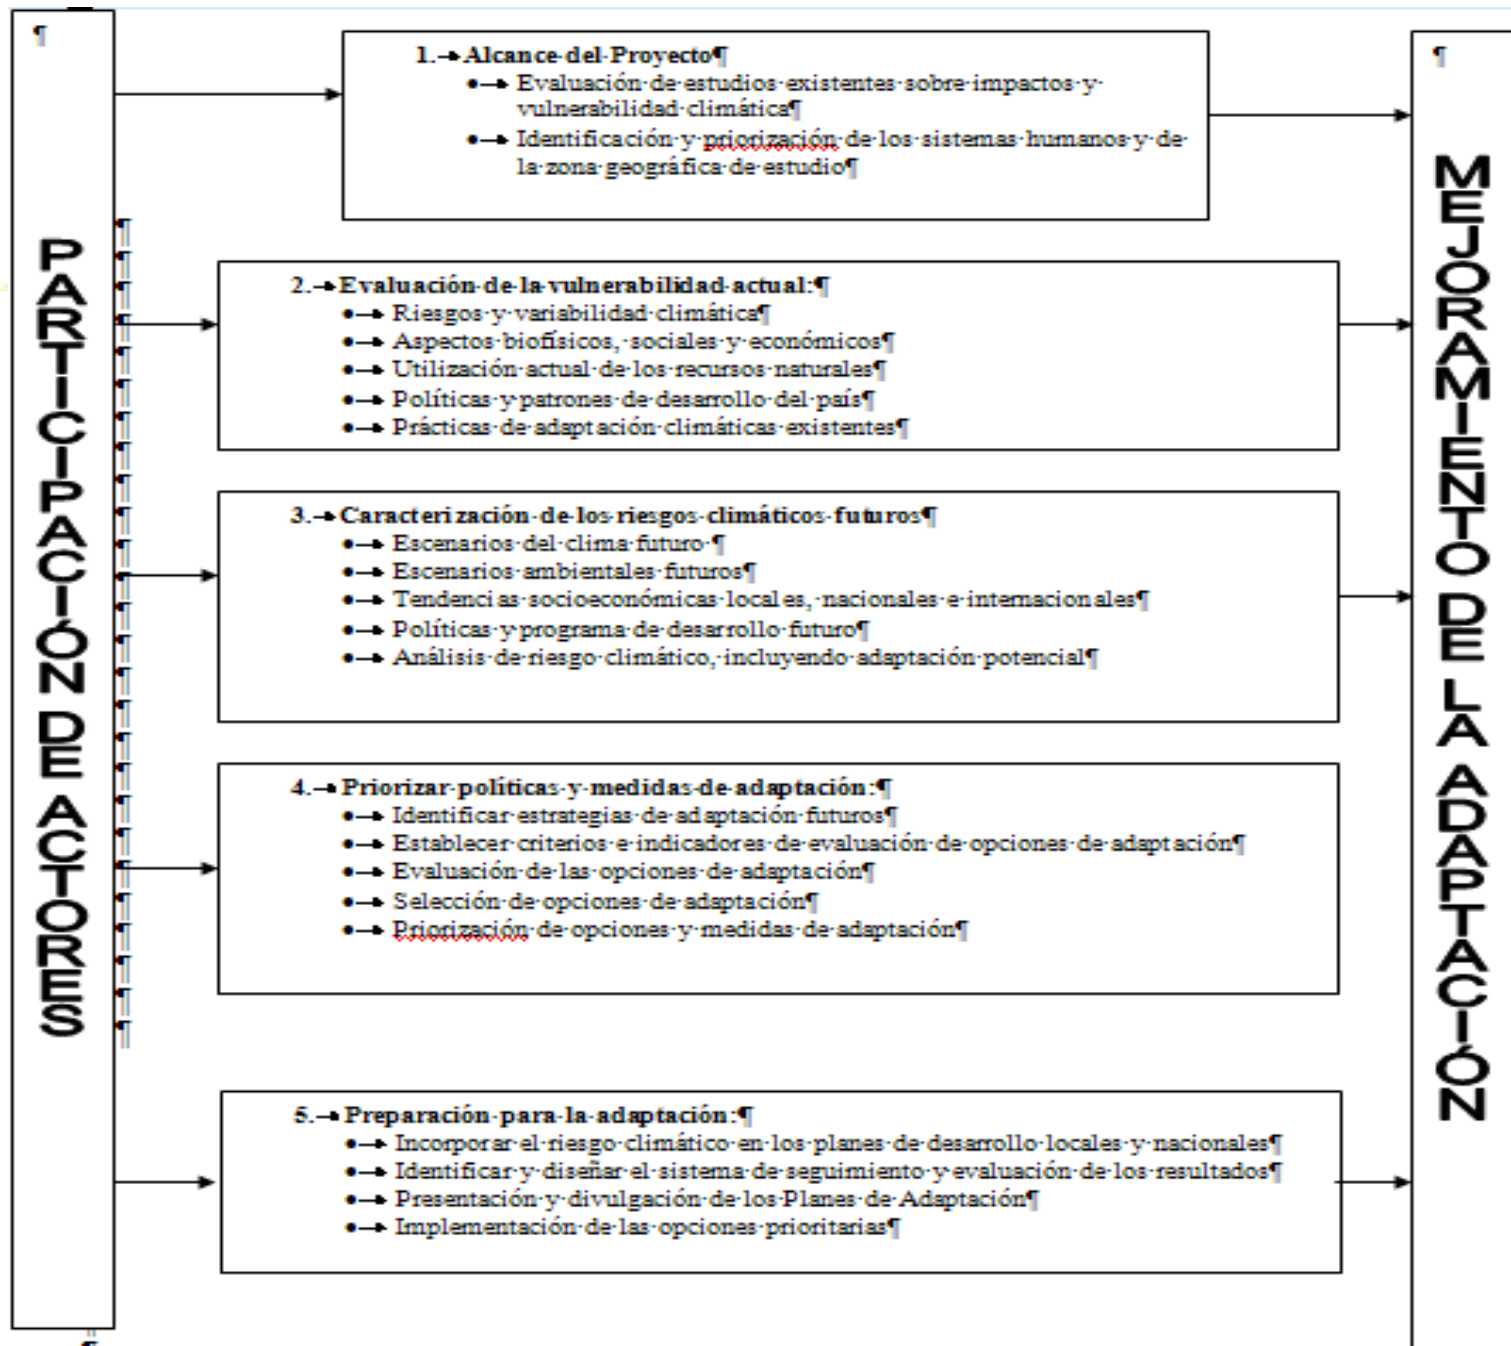 PARTICIPACIÓN DE ACTORES
1. Alcance del Proyecto
Evaluación de estudios existentes sobre impactos y
vulnerabilidad climática
Identificación y priorización de los sistemas humanos y de
la zona geográfica de estudio
2. Evaluación de la vulnerabilidad actual:
Riesgos y variabilidad climática
Aspectos biofísicos, sociales y económicos
Utilización actual de los recursos naturales
Políticas y patrones de desarrollo del país
Prácticas de adaptación climáticas existentes
3. Caracterización de los riesgos climáticos futuros
Escenarios del clima futuro
Escenarios ambientales futuros
Tendencias socioeconómicas locales, nacionales e internacionales
Políticas y programa de desarrollo futuro
Análisis de riesgo climático, incluyendo adaptación potencial
4. Priorizar políticas y medidas de adaptación:
Identificar estrategias de adaptación futuros
Establecer criterios e indicadores de evaluación de opciones de adaptación
Evaluación de las opciones de adaptación
Selección de opciones de adaptación
Priorización de opciones y medidas de adaptación
5. Preparación para la adaptación:
Incorporar el riesgo climático en los planes de desarrollo locales y nacionales
Identificar y diseñar el sistema de seguimiento y evaluación de los resultados
Presentación y divulgación de los Planes de Adaptación
Implementación de las opciones prioritarias
MEJORAMIENTO DE LA ADAPTACIÓN